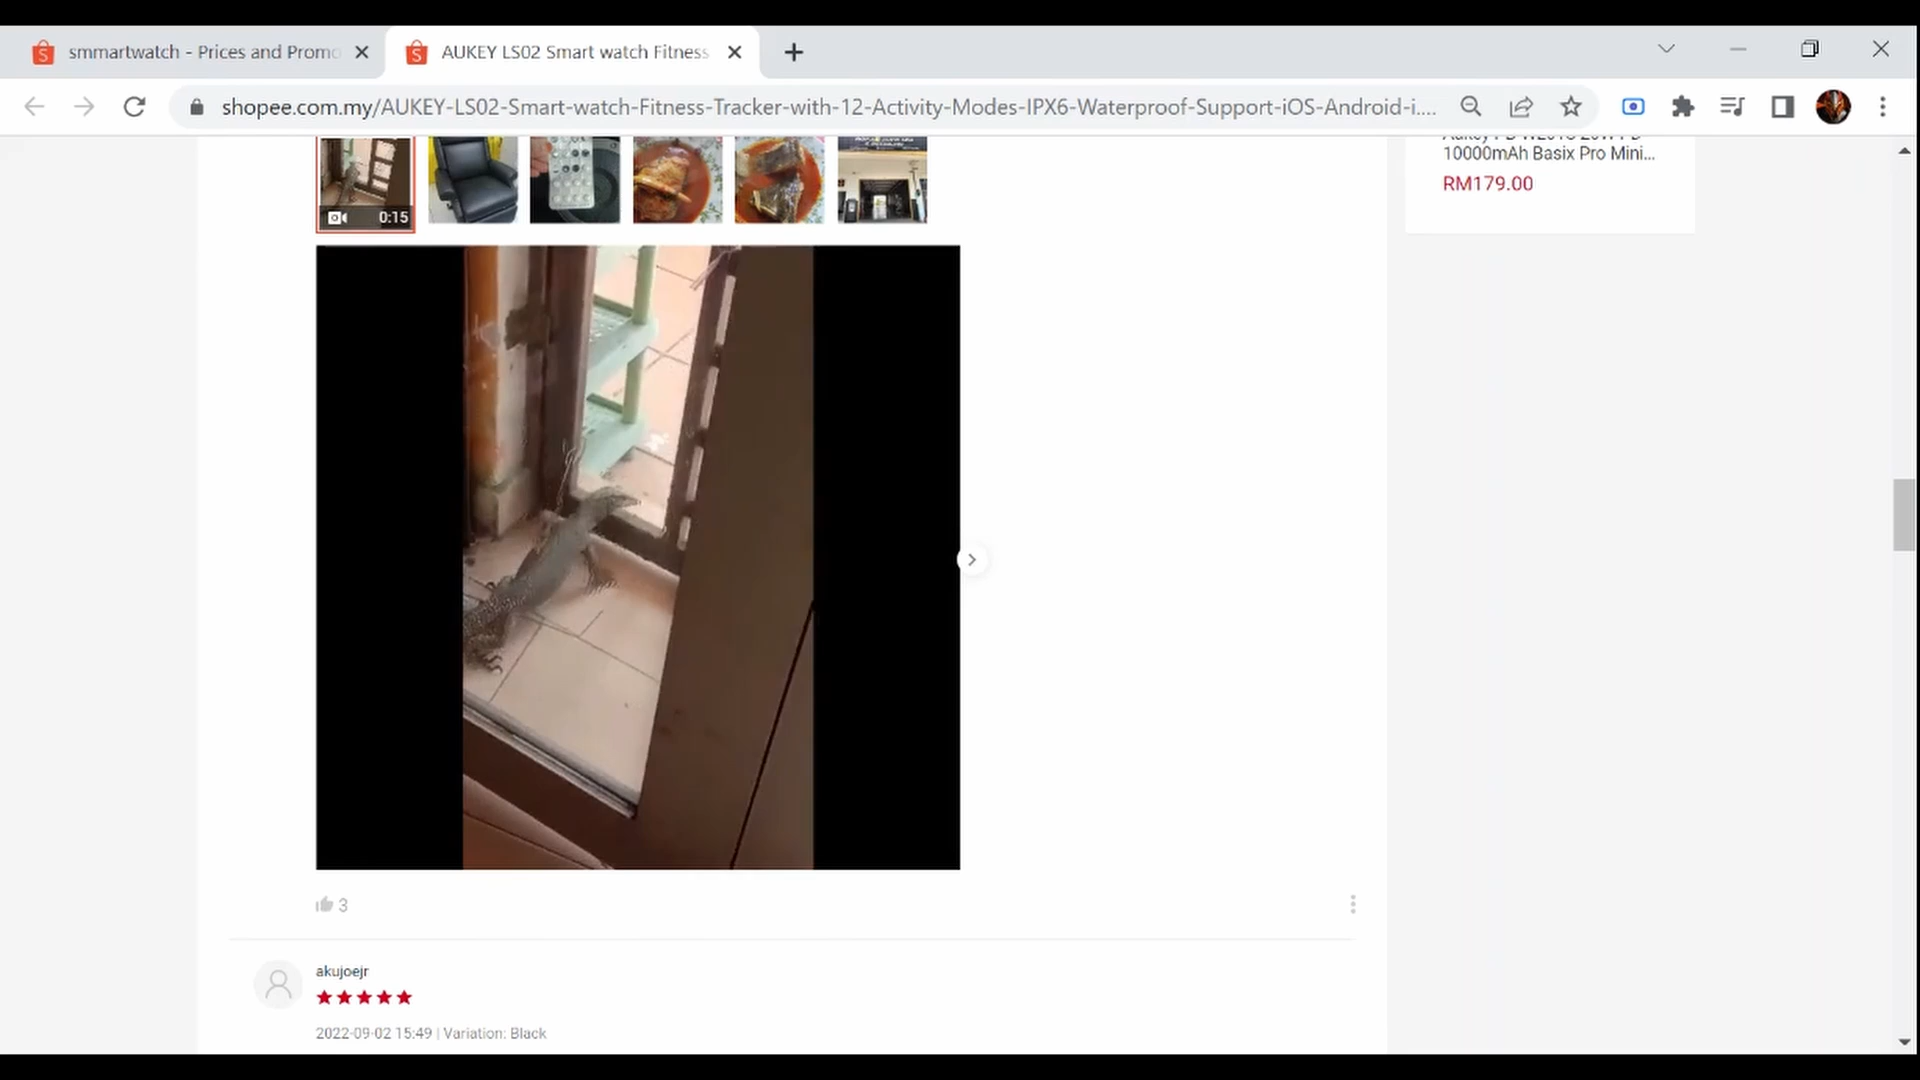 smmartwatch - Prices and Promo
AUKEY LS02 Smart watch Fitness
shopee.com.my/AUKEY-LS02-Smart-watch-Fitness-Tracker-with-12-Activity-Modes-IPX6-Waterproof-Support-iOS-Android-i....
10000mAh Basix Pro Mini...
RM179.00
0:15
3
akujoejr
2022-09-02 15:49 | Variation: Black